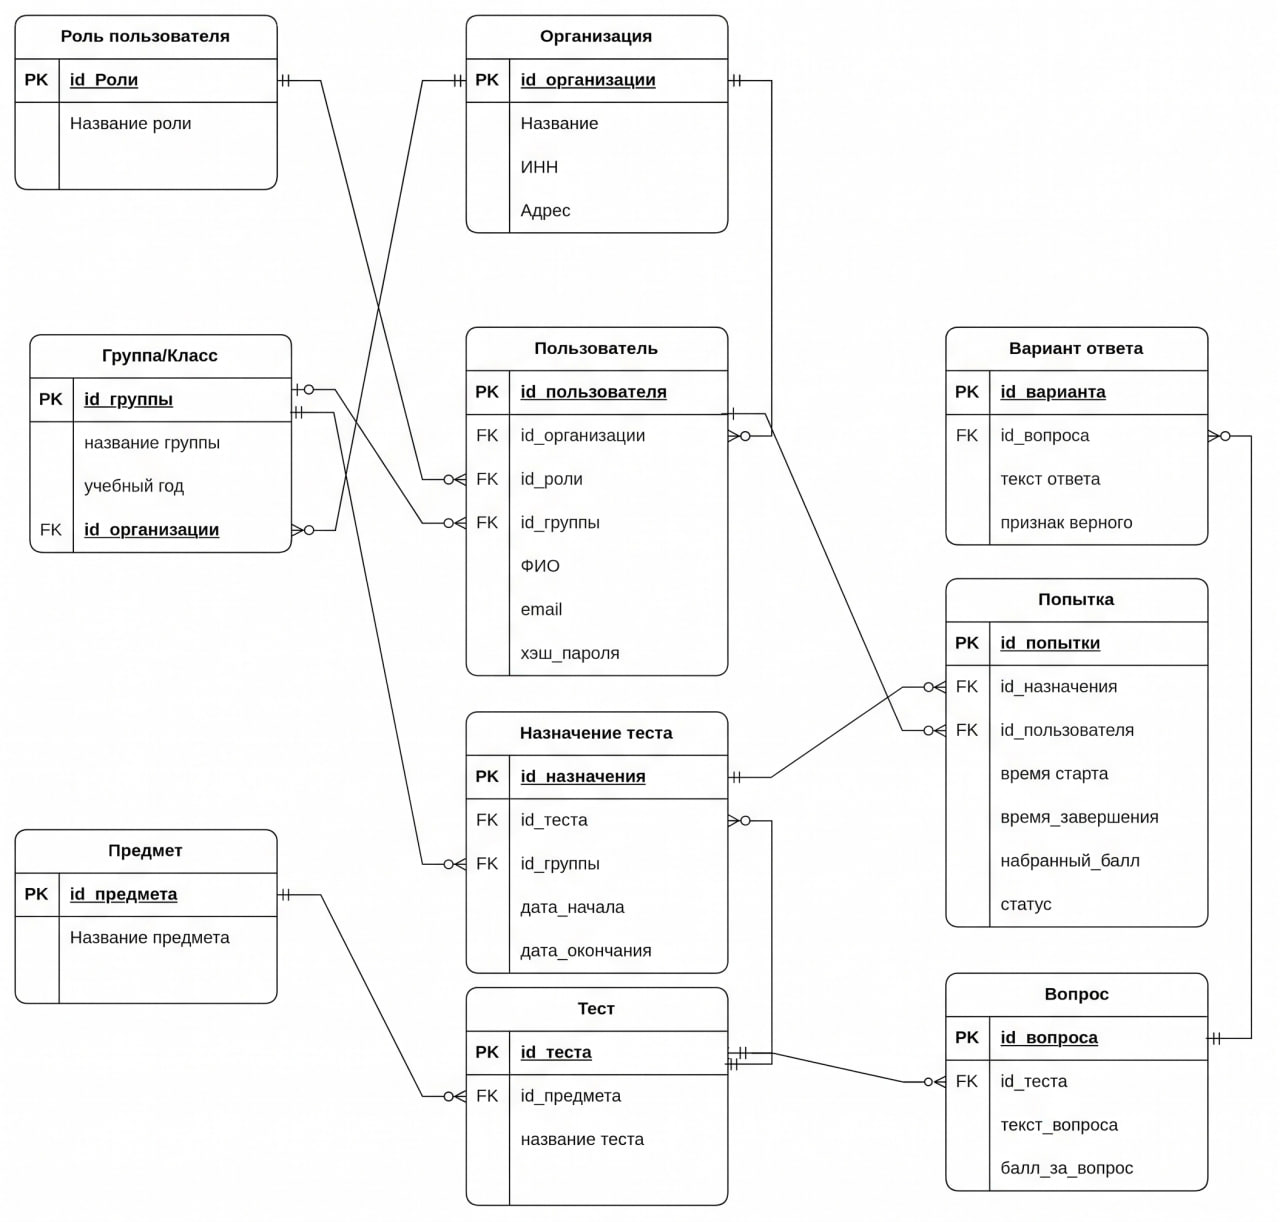 Роль пользователя
PK id_Роли
Название роли
Организация
PK id_организации
Название
ИНН
Адрес
Группа/Класс
PK id_группы
название группы
учебный год
FK id_организации
Пользователь
PK id_пользователя
FK id_организации
FK id_роли
FK id_группы
ФИО
email
хэш_пароля
Вариант ответа
PK id_варианта
FK id_вопроса
текст ответа
признак верного
Попытка
PK id_попытки
FK id_назначения
FK id_пользователя
время старта
время_завершения
набранный_балл
статус
Назначение теста
PK id_назначения
FK id_теста
FK id_группы
дата_начала
дата_окончания
Предмет
PK id_предмета
Название предмета
Тест
PK id_теста
FK id_предмета
название теста
Вопрос
PK id_вопроса
FK id_теста
текст_вопроса
балл_за_вопрос